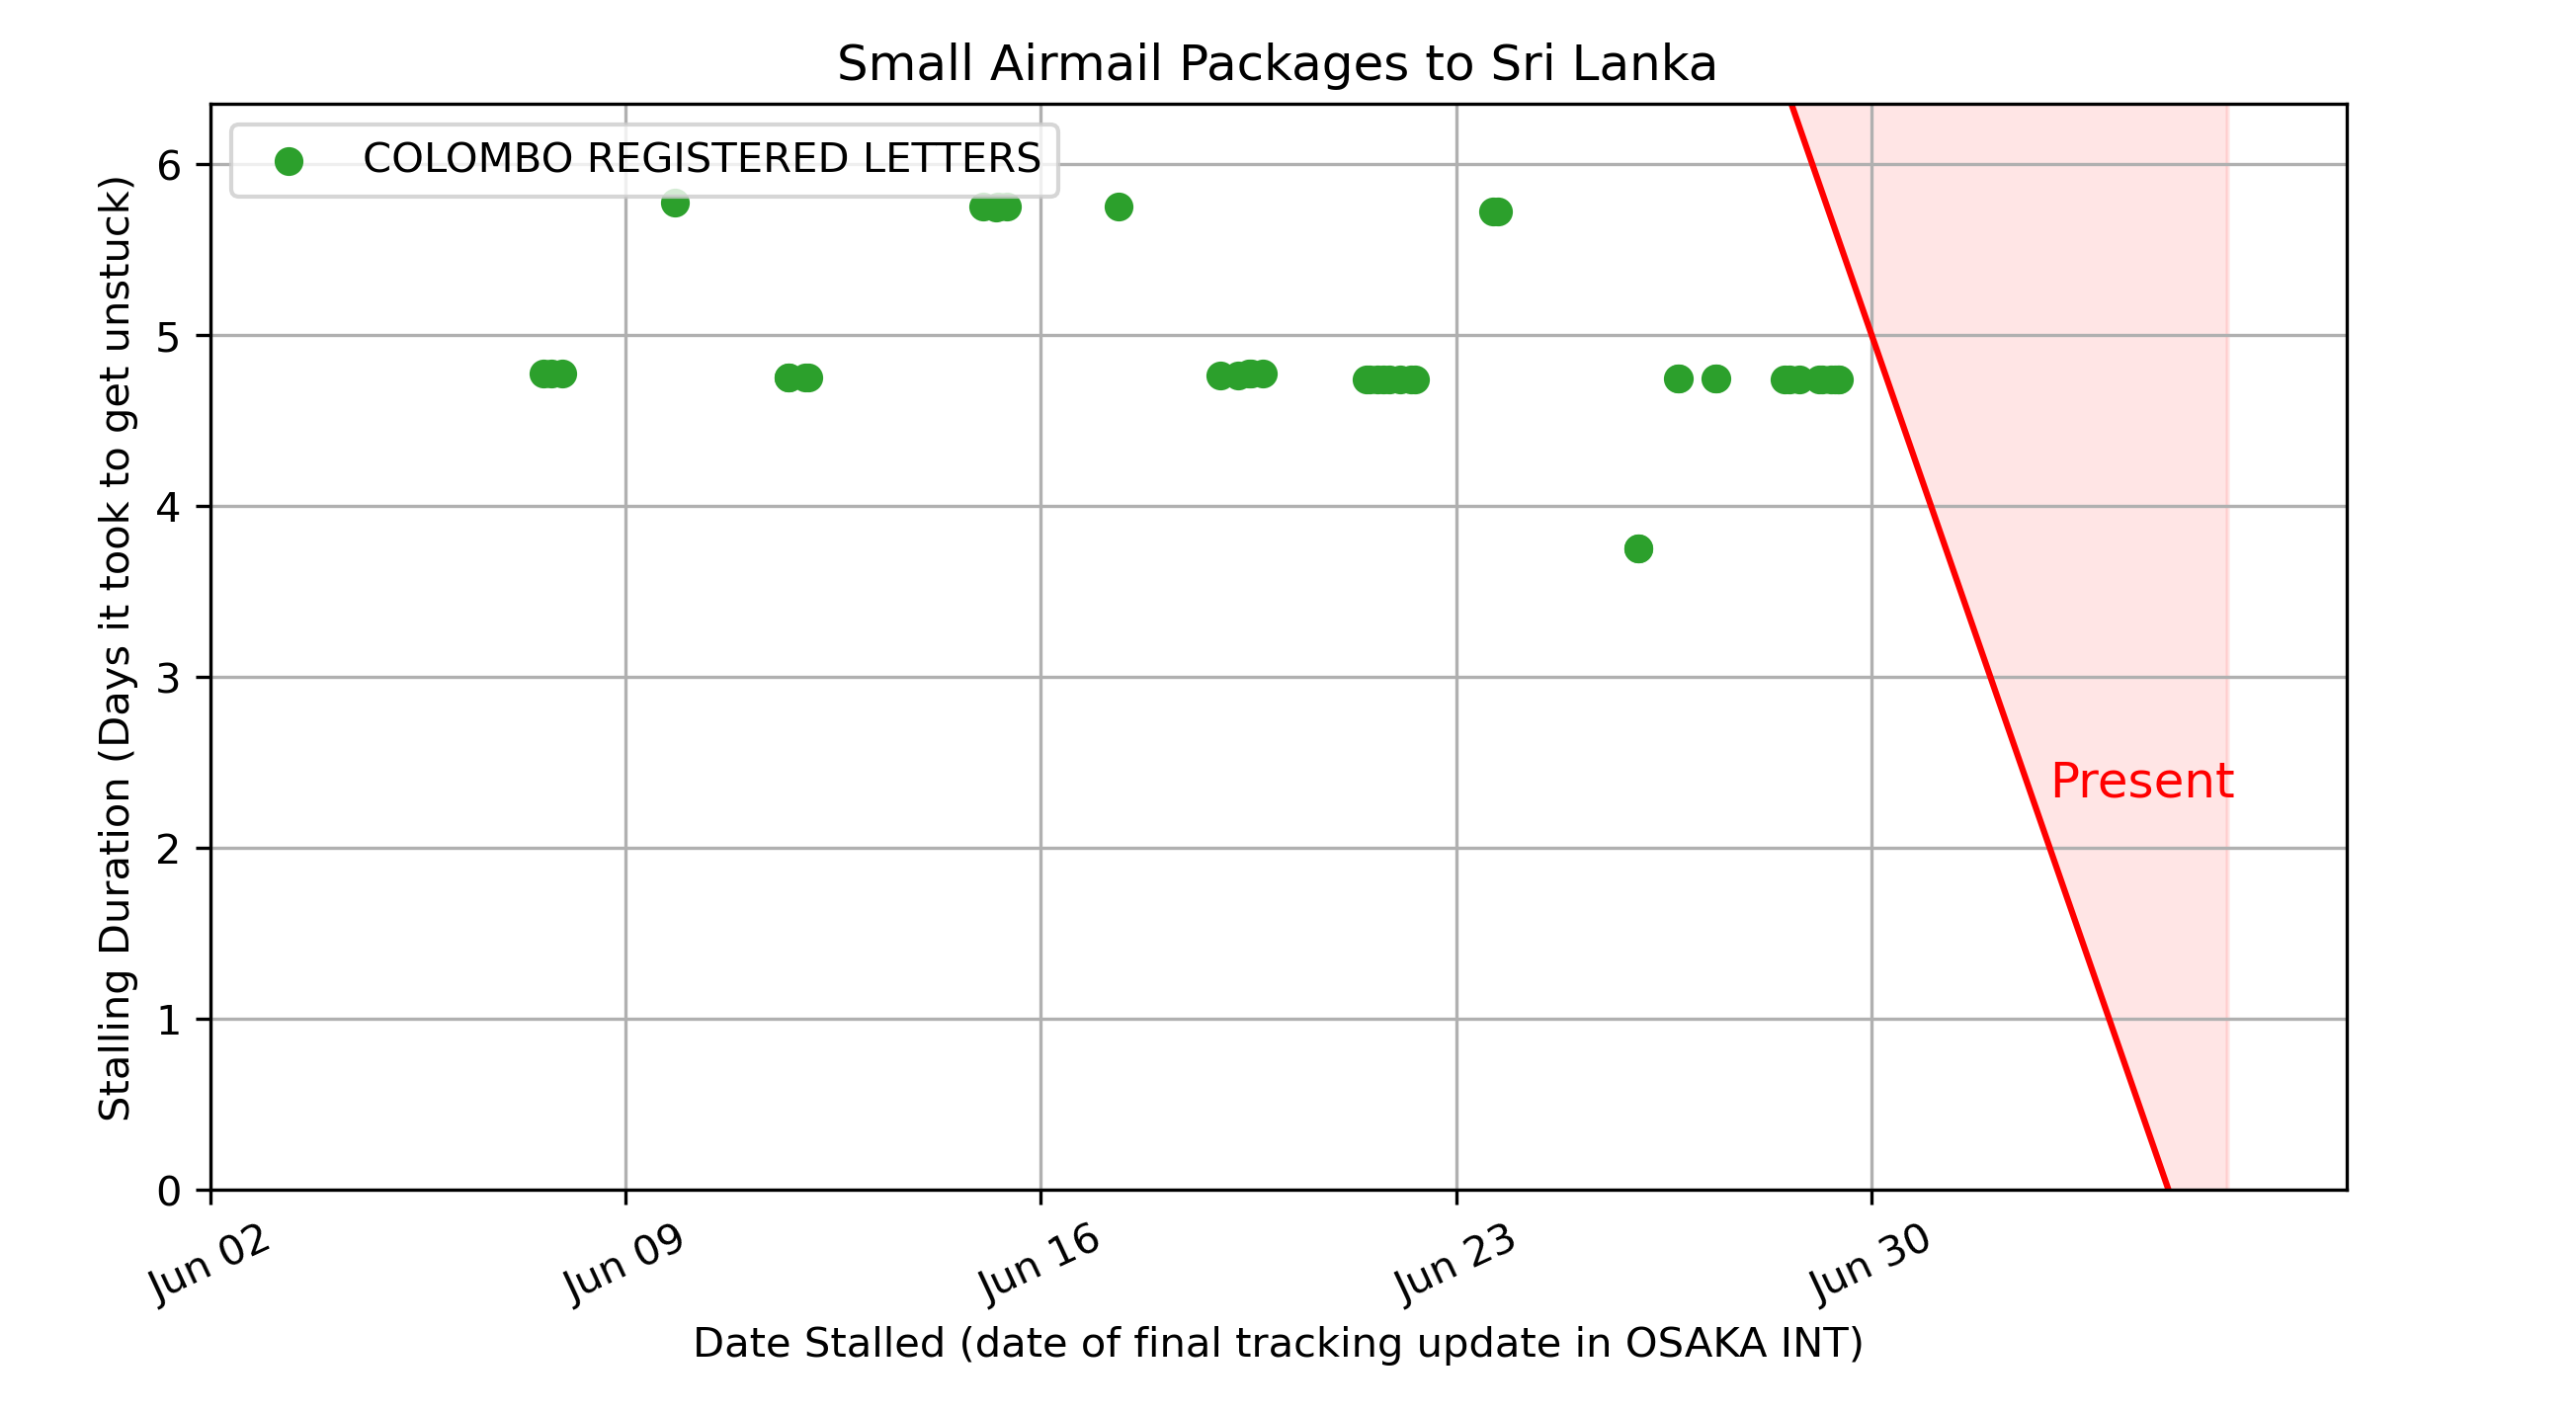 Small Airmail Packages to Sri Lanka
COLOMBO REGISTERED LETTERS
Stalling Duration (Days it took to get unstuck)
6
5
4
3
2
1
0
Present
Jun 02
Jun 09
Jun 16
Jun 23
Jun 30
Date Stalled (date of final tracking update in OSAKA INT)